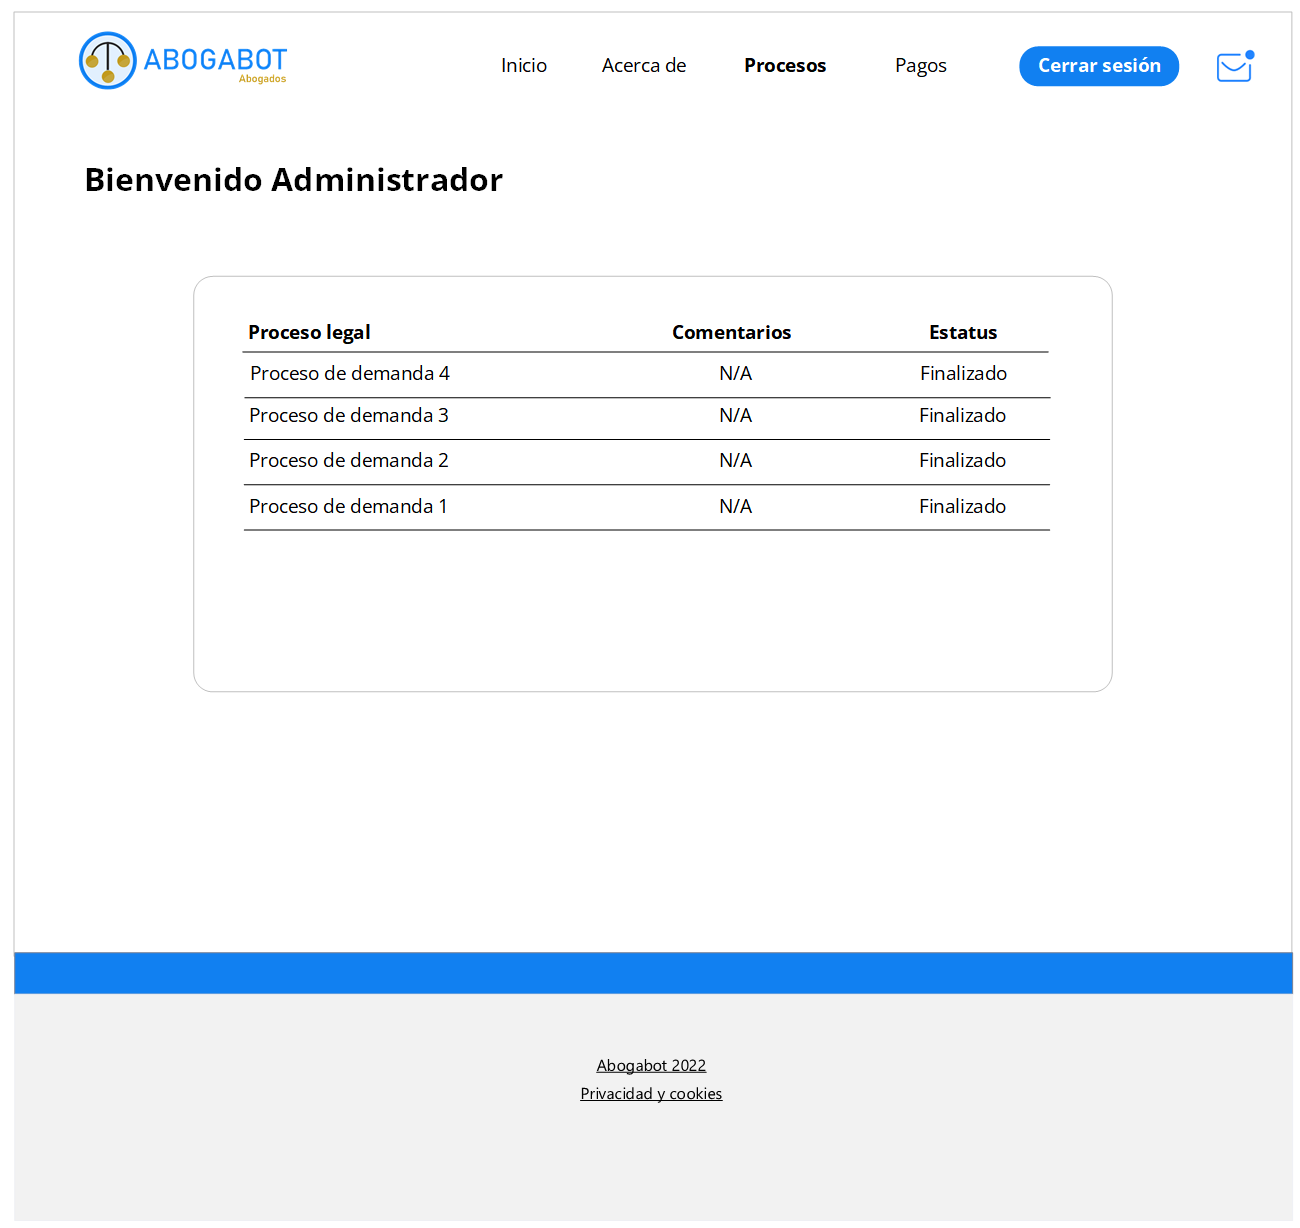 ABOGABOT
Abogados
Inicio Acerca de Procesos Pagos Cerrar sesión
Bienvenido Administrador
Proceso legal Comentarios Estatus
Proceso de demanda 4 N/A Finalizado
Proceso de demanda 3 N/A Finalizado
Proceso de demanda 2 N/A Finalizado
Proceso de demanda 1 N/A Finalizado
Abogabot 2022
Privacidad y cookies